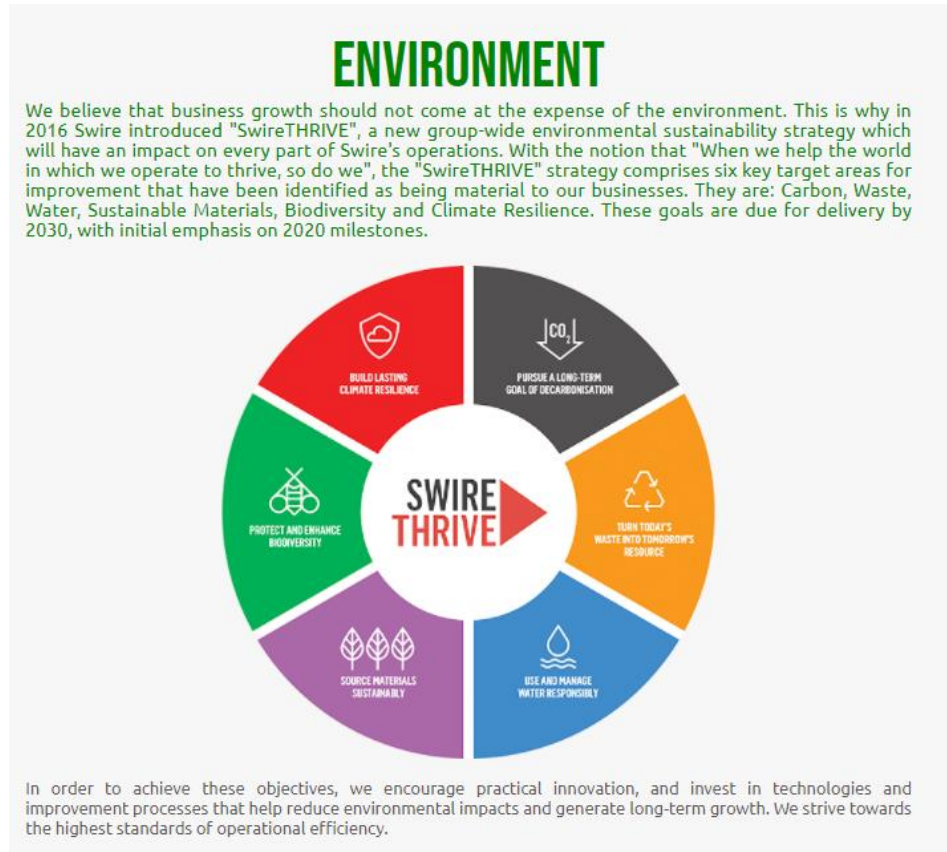 ENVIRONMENT
We believe that business growth should not come at the expense of the environment. This is why in
2016 Swire introduced "SwireTHRIVE", a new group-wide environmental sustainability strategy which
will have an impact on every part of Swire's operations. With the notion that "When we help the world
in which we operate to thrive, so do we", the "SwireTHRIVE" strategy comprises six key target areas for
improvement that have been identified as being material to our businesses. They are: Carbon, Waste,
Water, Sustainable Materials, Biodiversity and Climate Resilience. These goals are due for delivery by
2030, with initial emphasis on 2020 milestones.
CO2
PURSUE A LONG-TERM
GOAL OF DECARBONISATION
TURN TODAY'S
WASTE INTO TOMORROW'S
RESOURCE
USE AND MANAGE
WATER RESPONSIBLY
SOURCE MATERIALS
SUSTAINABLY
PROTECT AND ENHANCE
BIODIVERSITY
BUILD LASTING
CLIMATE RESILIENCE
SWIRE
THRIVE
In order to achieve these objectives, we encourage practical innovation, and invest in technologies and
improvement processes that help reduce environmental impacts and generate long-term growth. We strive towards
the highest standards of operational efficiency.